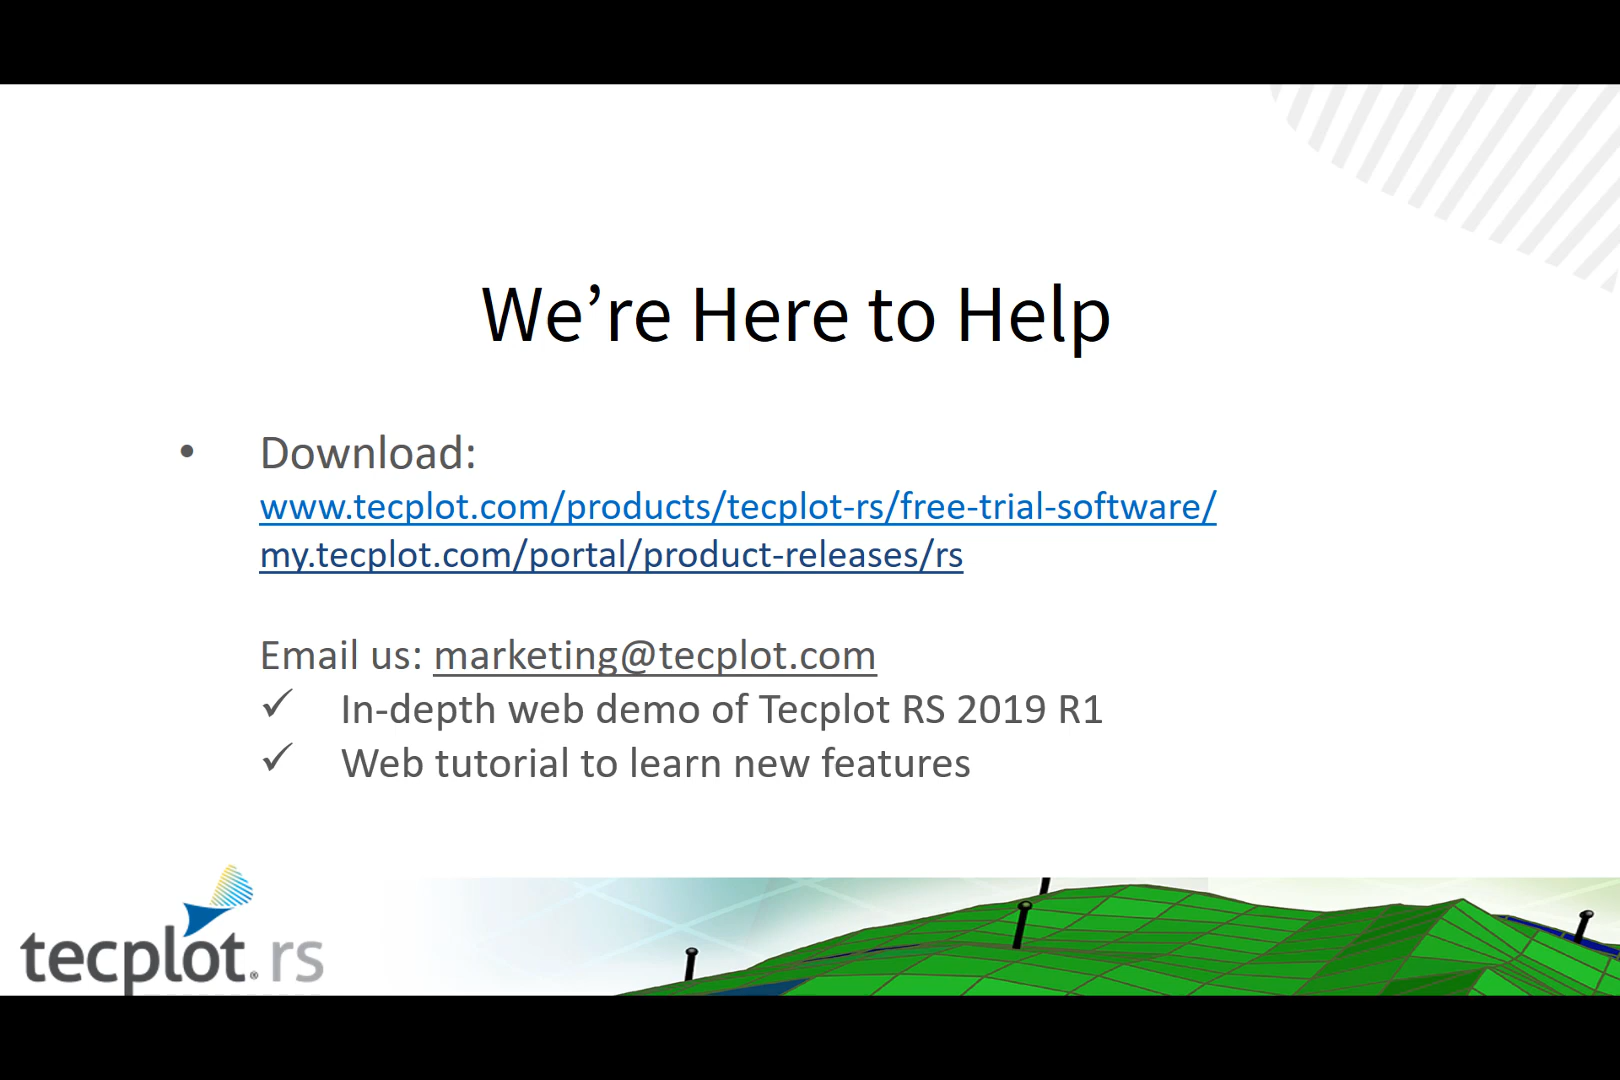 We’re Here to Help
• Download:
www.tecplot.com/products/tecplot-rs/free-trial-software/
my.tecplot.com/portal/product-releases/rs
Email us: marketing@tecplot.com
✓ In-depth web demo of Tecplot RS 2019 R1
✓ Web tutorial to learn new features
tecplot® rs